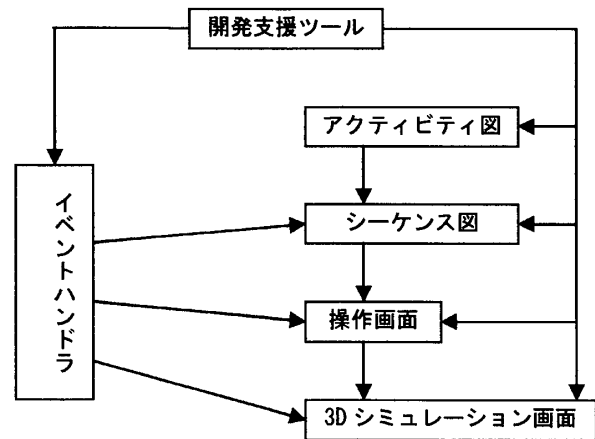 開発支援ツール
アクティビティ図
イベントハンドラ
シーケンス図
操作画面
3Dシミュレーション画面